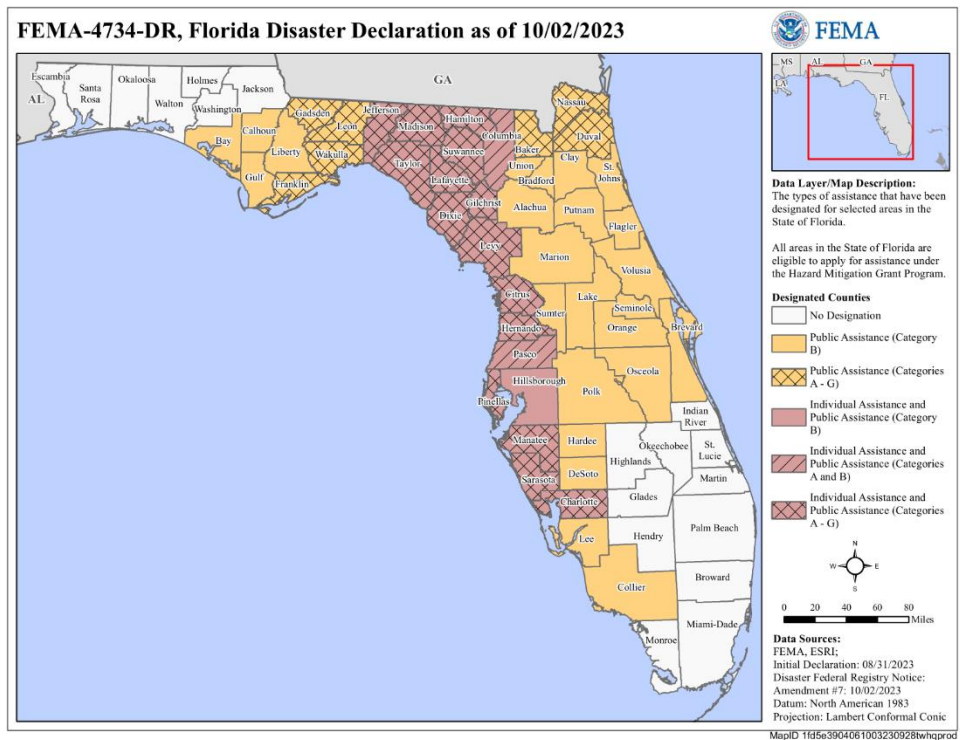 FEMA-4734-DR, Florida Disaster Declaration as of 10/02/2023
FEMA
GA
AL
Escambia
Santa
Rosa
Okaloosa
Walton
Holmes
Washington
Jackson
Bay
Calhoun
Gulf
Liberty
Gadsden
Leon
Wakulla
Franklin
Jefferson
Madison
Taylor
Hamilton
Suwannee
Lafayette
Columbia
Dixie
Gilchrist
Levy
Baker
Nassau
Duval
Union
Bradford
Clay
St.
Johns
Alachua
Putnam
Flagler
Marion
Volusia
Citrus
Sumter
Lake
Seminole
Orange
Brevard
Hernando
Pasco
Hillsborough
Pinellas
Polk
Osceola
Indian
River
Manatee
Hardee
Okeechobee
St.
Lucie
Highlands
Sarasota
DeSoto
Martin
Charlotte
Glades
Lee
Hendry
Palm Beach
Collier
Broward
Monroe
Miami-Dade
MS
AL
GA
LA
FL
Data Layer/Map Description:
The types of assistance that have been
designated for selected areas in the
State of Florida.
All areas in the State of Florida are
eligible to apply for assistance under
the Hazard Mitigation Grant Program.
Designated Counties
No Designation
Public Assistance (Category
B)
Public Assistance (Categories
A - G)
Individual Assistance and
Public Assistance (Category
B)
Individual Assistance and
Public Assistance (Categories
A and B)
Individual Assistance and
Public Assistance (Categories
A - G)
N
W
E
S
0 20 40 60 80
Miles
Data Sources:
FEMA, ESRI;
Initial Declaration: 08/31/2023
Disaster Federal Registry Notice:
Amendment #7: 10/02/2023
Datum: North American 1983
Projection: Lambert Conformal Conic
MapID 1fd5e3904061003230928twhqprod